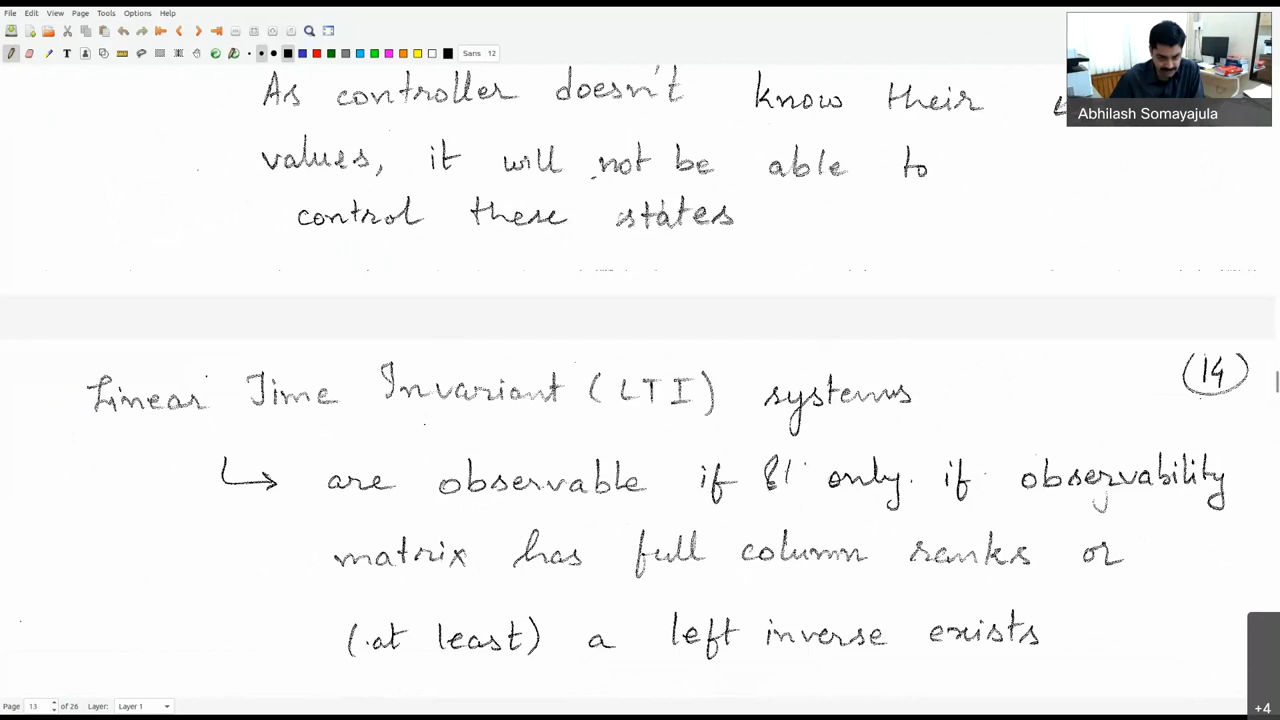 File Edit View Page Tools Options Help
Sans 12
Abhilash Somayajula
As controller doesn't know their
values, it will not be able to
control these states
(14)
Linear Time Invariant (LTI) systems
↳ are observable if & only if observability
matrix has full column ranks or
(at least) a left inverse exists
Page 13 of 26 Layer: Layer 1
+4